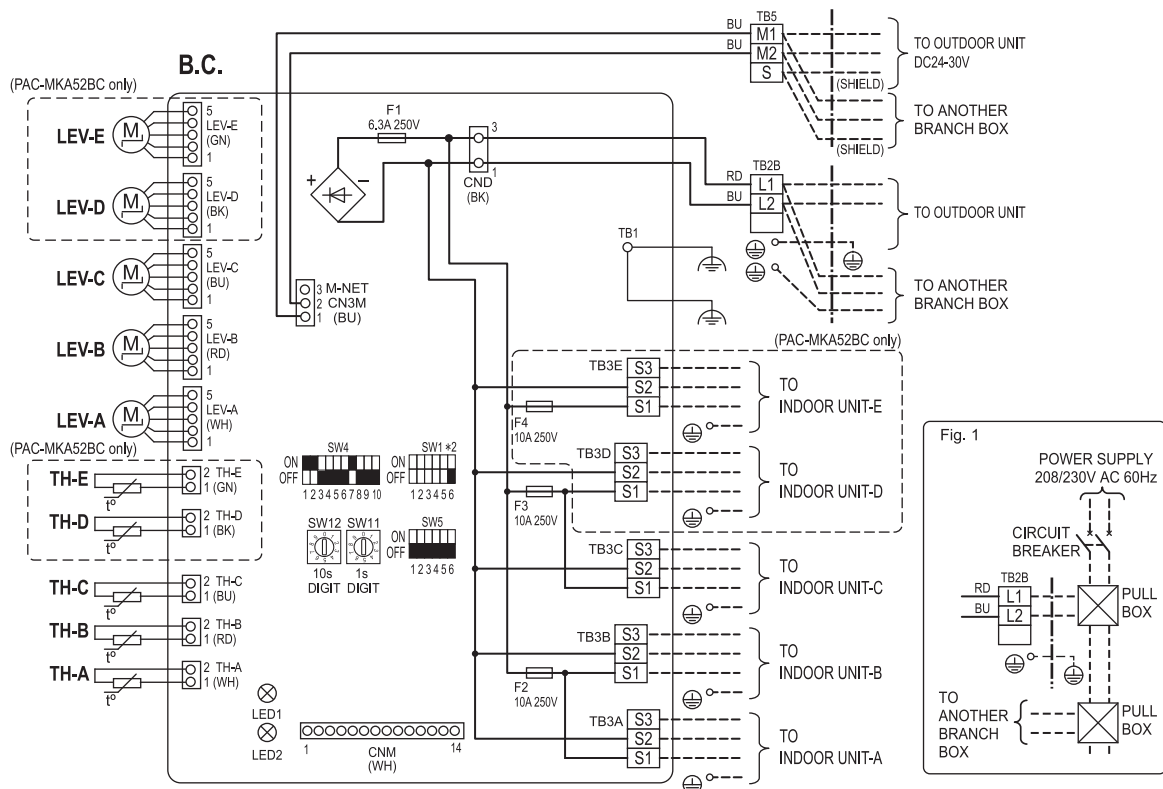 B.C.
(PAC-MKA52BC only)
LEV-E
M
5
LEV-E
(GN)
1
LEV-D
M
5
LEV-D
(BK)
1
LEV-C
M
5
LEV-C
(BU)
1
LEV-B
M
5
LEV-B
(RD)
1
LEV-A
M
5
LEV-A
(WH)
1
(PAC-MKA52BC only)
TH-E
t°
2 TH-E
1 (GN)
TH-D
t°
2 TH-D
1 (BK)
TH-C
t°
2 TH-C
1 (BU)
TH-B
t°
2 TH-B
1 (RD)
TH-A
t°
2 TH-A
1 (WH)
F1
6.3A 250V
+
−
3
1
CND
(BK)
3 M-NET
2 CN3M
1 (BU)
SW4
ON
OFF
1 2 3 4 5 6 7 8 9 10
SW1 *2
ON
OFF
1 2 3 4 5 6
SW12
10s
DIGIT
SW11
1s
DIGIT
SW5
ON
OFF
1 2 3 4 5 6
LED1
LED2
1
14
CNM
(WH)
TB5
BU M1
BU M2
S
(SHIELD)
TO OUTDOOR UNIT
DC24-30V
TO ANOTHER
BRANCH BOX
(SHIELD)
TB2B
RD L1
BU L2
TO OUTDOOR UNIT
TO ANOTHER
BRANCH BOX
TB1
(PAC-MKA52BC only)
TB3E
S3
S2
S1
F4
10A 250V
TO
INDOOR UNIT-E
TB3D
S3
S2
S1
F3
10A 250V
TO
INDOOR UNIT-D
TB3C
S3
S2
S1
TO
INDOOR UNIT-C
TB3B
S3
S2
S1
F2
10A 250V
TO
INDOOR UNIT-B
TB3A
S3
S2
S1
TO
INDOOR UNIT-A
Fig. 1
POWER SUPPLY
208/230V AC 60Hz
CIRCUIT
BREAKER
TB2B
RD L1
BU L2
PULL
BOX
TO
ANOTHER
BRANCH
BOX
PULL
BOX